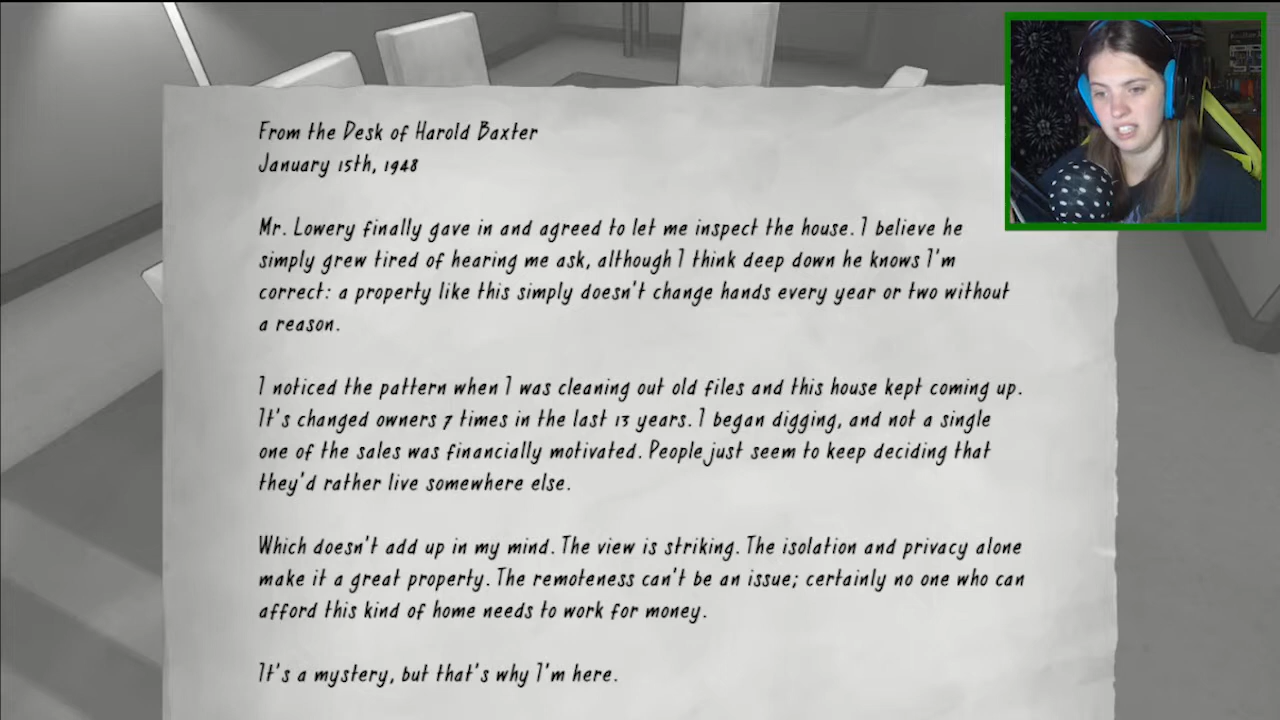 From the Desk of Harold Baxter
January 15th, 1948
Mr. Lowery finally gave in and agreed to let me inspect the house. I believe he
simply grew tired of hearing me ask, although I think deep down he knows I'm
correct: a property like this simply doesn't change hands every year or two without
a reason.
I noticed the pattern when I was cleaning out old files and this house kept coming up.
It's changed owners 7 times in the last 13 years. I began digging, and not a single
one of the sales was financially motivated. People just seem to keep deciding that
they'd rather live somewhere else.
Which doesn't add up in my mind. The view is striking. The isolation and privacy alone
make it a great property. The remoteness can't be an issue; certainly no one who can
afford this kind of home needs to work for money.
It's a mystery, but that's why I'm here.